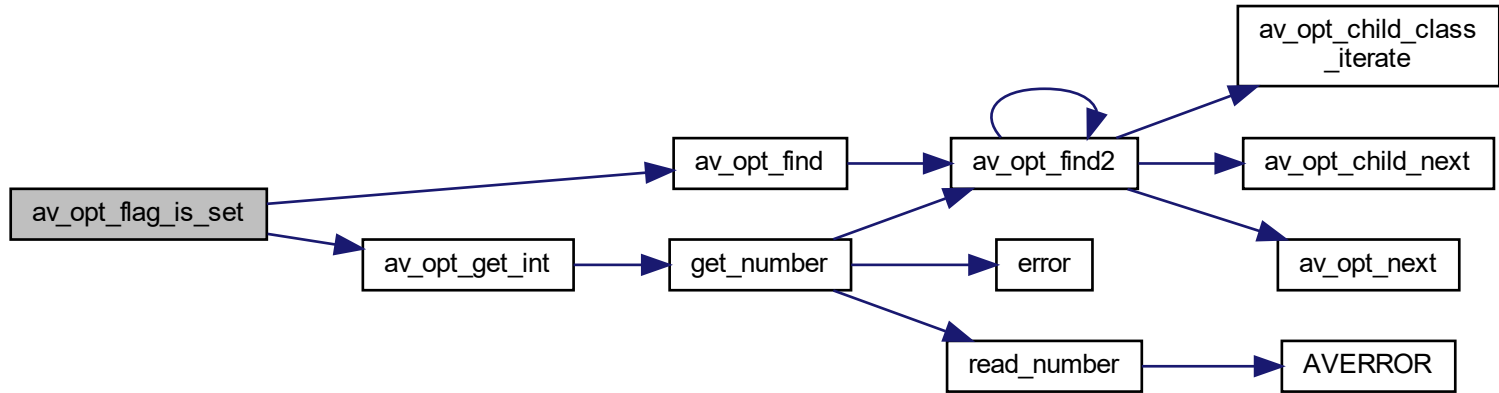 av_opt_child_class
_iterate
av_opt_find
av_opt_find2
av_opt_child_next
av_opt_flag_is_set
av_opt_get_int
get_number
error
av_opt_next
read_number
AVERROR